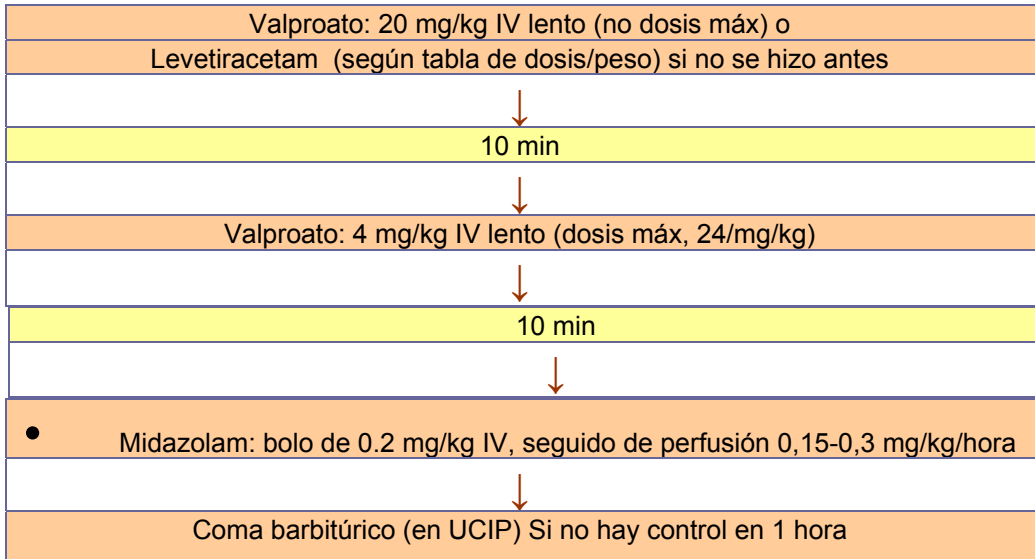 Valproato: 20 mg/kg IV lento (no dosis máx) o
Levetiracetam (según tabla de dosis/peso) si no se hizo antes
↓
10 min
↓
Valproato: 4 mg/kg IV lento (dosis máx, 24/mg/kg)
↓
10 min
↓
● Midazolam: bolo de 0.2 mg/kg IV, seguido de perfusión 0,15-0,3 mg/kg/hora
↓
Coma barbitúrico (en UCIP) Si no hay control en 1 hora